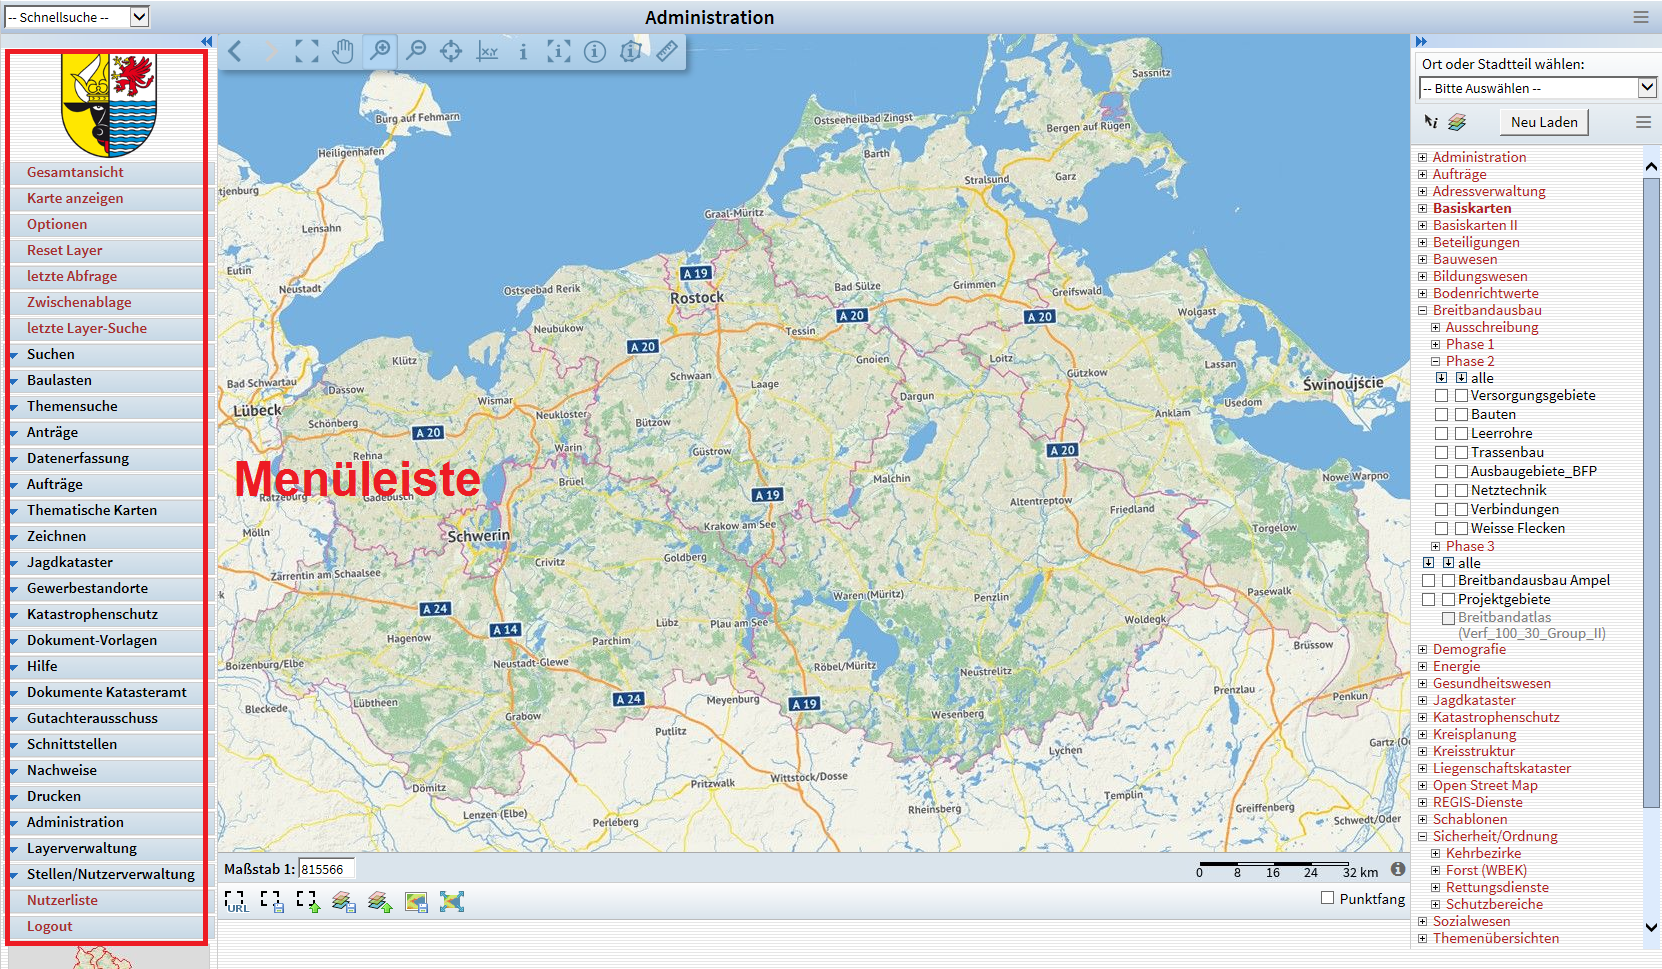 -- Schnellsuche --
Administration
Gesamtansicht
Karte anzeigen
Optionen
Reset Layer
letzte Abfrage
Zwischenablage
letzte Layer-Suche
Suchen
Baulasten
Themensuche
Anträge
Datenerfassung
Aufträge
Thematische Karten
Zeichnen
Jagdkataster
Gewerbestandorte
Katastrophenschutz
Dokument-Vorlagen
Hilfe
Dokumente Katasteramt
Gutachterausschuss
Schnittstellen
Nachweise
Drucken
Administration
Layerverwaltung
Stellen/Nutzerverwaltung
Nutzerliste
Logout
x,y
Sassnitz
Burg auf Fehmarn
Ostseeheilbad Zingst
Bergen auf Rügen
Heiligenhafen
Barth
Garz
Stralsund
tjenburg
Graal-Müritz
Lensahn
Eutin
A 19
Neustadt
Ostseebad Rerik
Rostock
Bad Sülze
Grimmen
Greifswald
Wolgast
A 20
A 20
Neubukow
Tessin
A 20
Klütz
Gnoien
Loitz
Lassan
Bad Schwartau
Dassow
Schwaan
Laage
Gützkow
Świnoujście
Lübeck
Wismar
Dargun
Usedom
Neukloster
Anklam
Schönberg
Bützow
A 20
Rehna
Warin
Güstrow
A 20
Menüleiste
Malchin
Nowe Warpno
Ratzeburg
Gadebusch
Brüel
A 19
Altentreptow
Friedland
Mölln
Schwerin
Krakow am See
Torgelow
Goldberg
Crivitz
Zarrentin am Schaalsee
Waren (Müritz)
Penzlin
Pasewalk
A 24
Lübz
Plau am See
Woldegk
A 14
Hagenow
Parchim
Brüssow
Boizenburg/Elbe
Neustadt-Glewe
Röbel/Müritz
Neustrelitz
Prenzlau
Penkun
Lübtheen
A 24
Meyenburg
A 19
Bleckede
Grabow
Wesenberg
Putlitz
Lychen
Gartz (O
Wittstock/Dosse
Dömitz
Pritzwalk
Templin
Lenzen (Elbe)
Perleberg
Rheinsberg
Greiffenberg
Schwedt/Oder
Maßstab 1: 815566
0 8 16 24 32 km
URL
Punktfang
Ort oder Stadtteil wählen:
-- Bitte Auswählen --
Neu Laden
Administration
Aufträge
Adressverwaltung
Basiskarten
Basiskarten II
Beteiligungen
Bauwesen
Bildungswesen
Bodenrichtwerte
Breitbandausbau
Ausschreibung
Phase 1
Phase 2
alle
Versorgungsgebiete
Bauten
Leerrohre
Trassenbau
Ausbaugebiete_BFP
Netztechnik
Verbindungen
Weisse Flecken
Phase 3
alle
Breitbandausbau Ampel
Projektgebiete
Breitbandatlas
(Verf_100_30_Group_II)
Demografie
Energie
Gesundheitswesen
Jagdkataster
Katastrophenschutz
Kreisplanung
Kreisstruktur
Liegenschaftskataster
Open Street Map
REGIS-Dienste
Schablonen
Sicherheit/Ordnung
Kehrbezirke
Forst (WBEK)
Rettungsdienste
Schutzbereiche
Sozialwesen
Themenübersichten